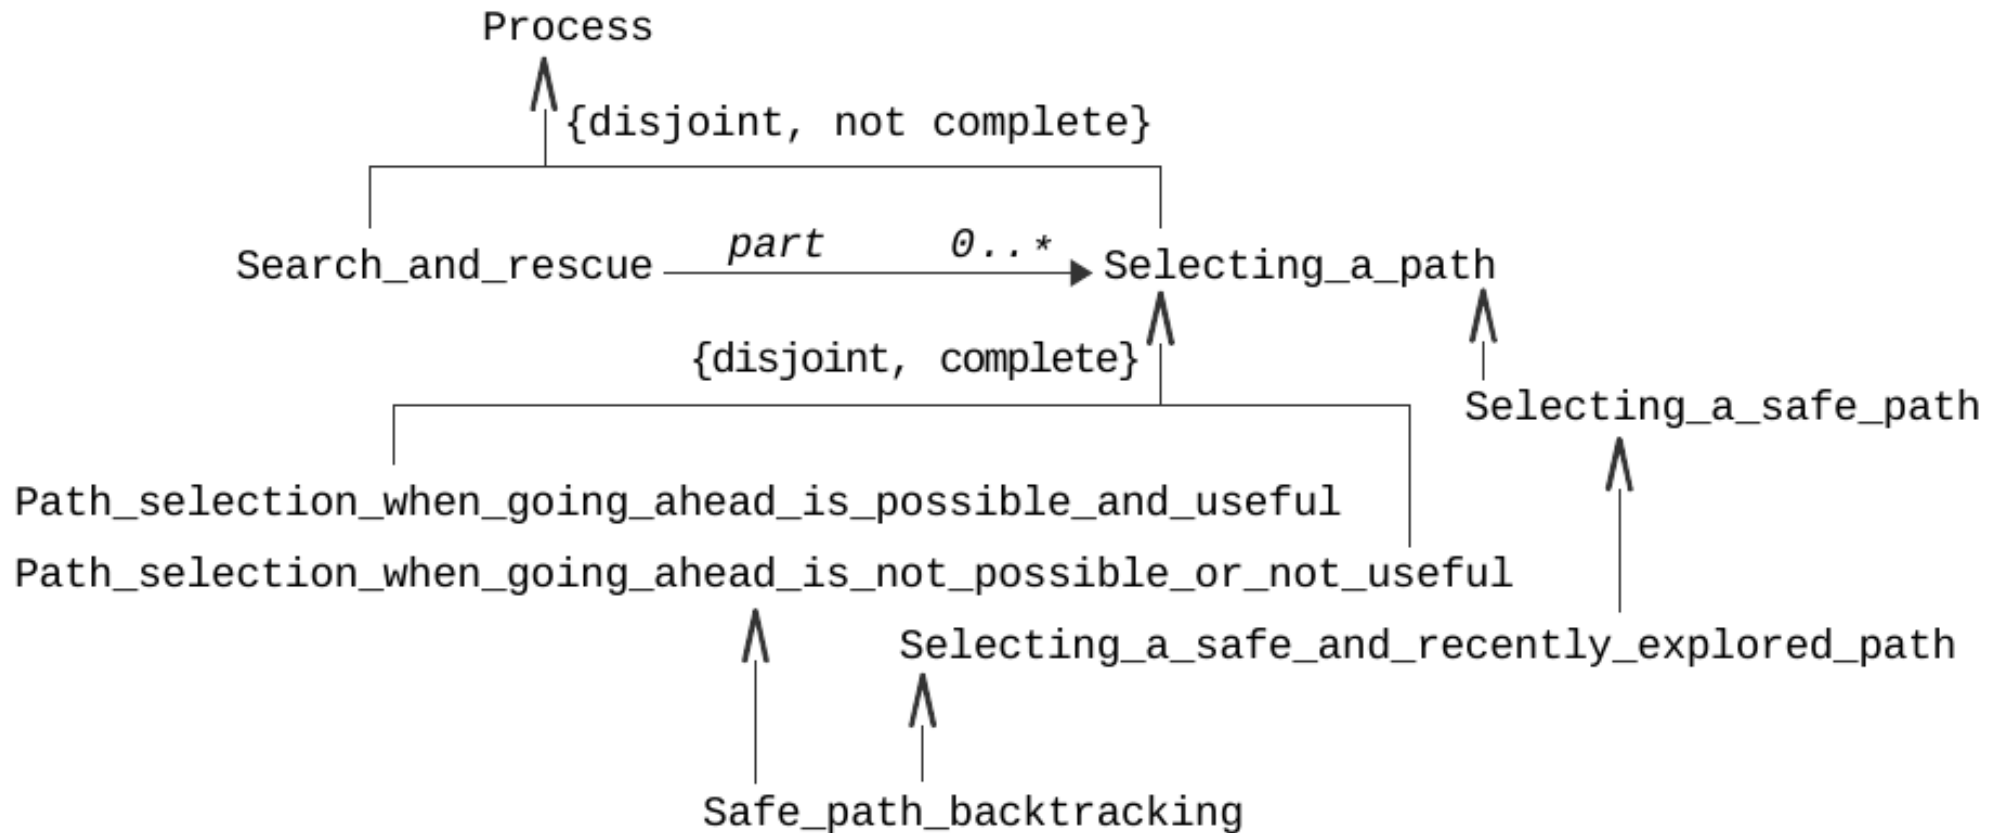 Process
{disjoint, not complete}
Search_and_rescue part 0..* Selecting_a_path
{disjoint, complete}
Selecting_a_safe_path
Path_selection_when_going_ahead_is_possible_and_useful
Path_selection_when_going_ahead_is_not_possible_or_not_useful
Selecting_a_safe_and_recently_explored_path
Safe_path_backtracking